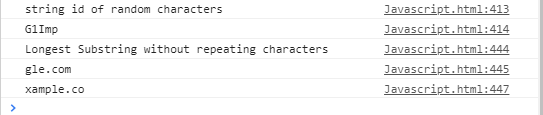 string id of random characters Javascript.html:413
G1Imp Javascript.html:414
Longest Substring without repeating characters Javascript.html:444
gle.com Javascript.html:445
xample.co Javascript.html:447
>